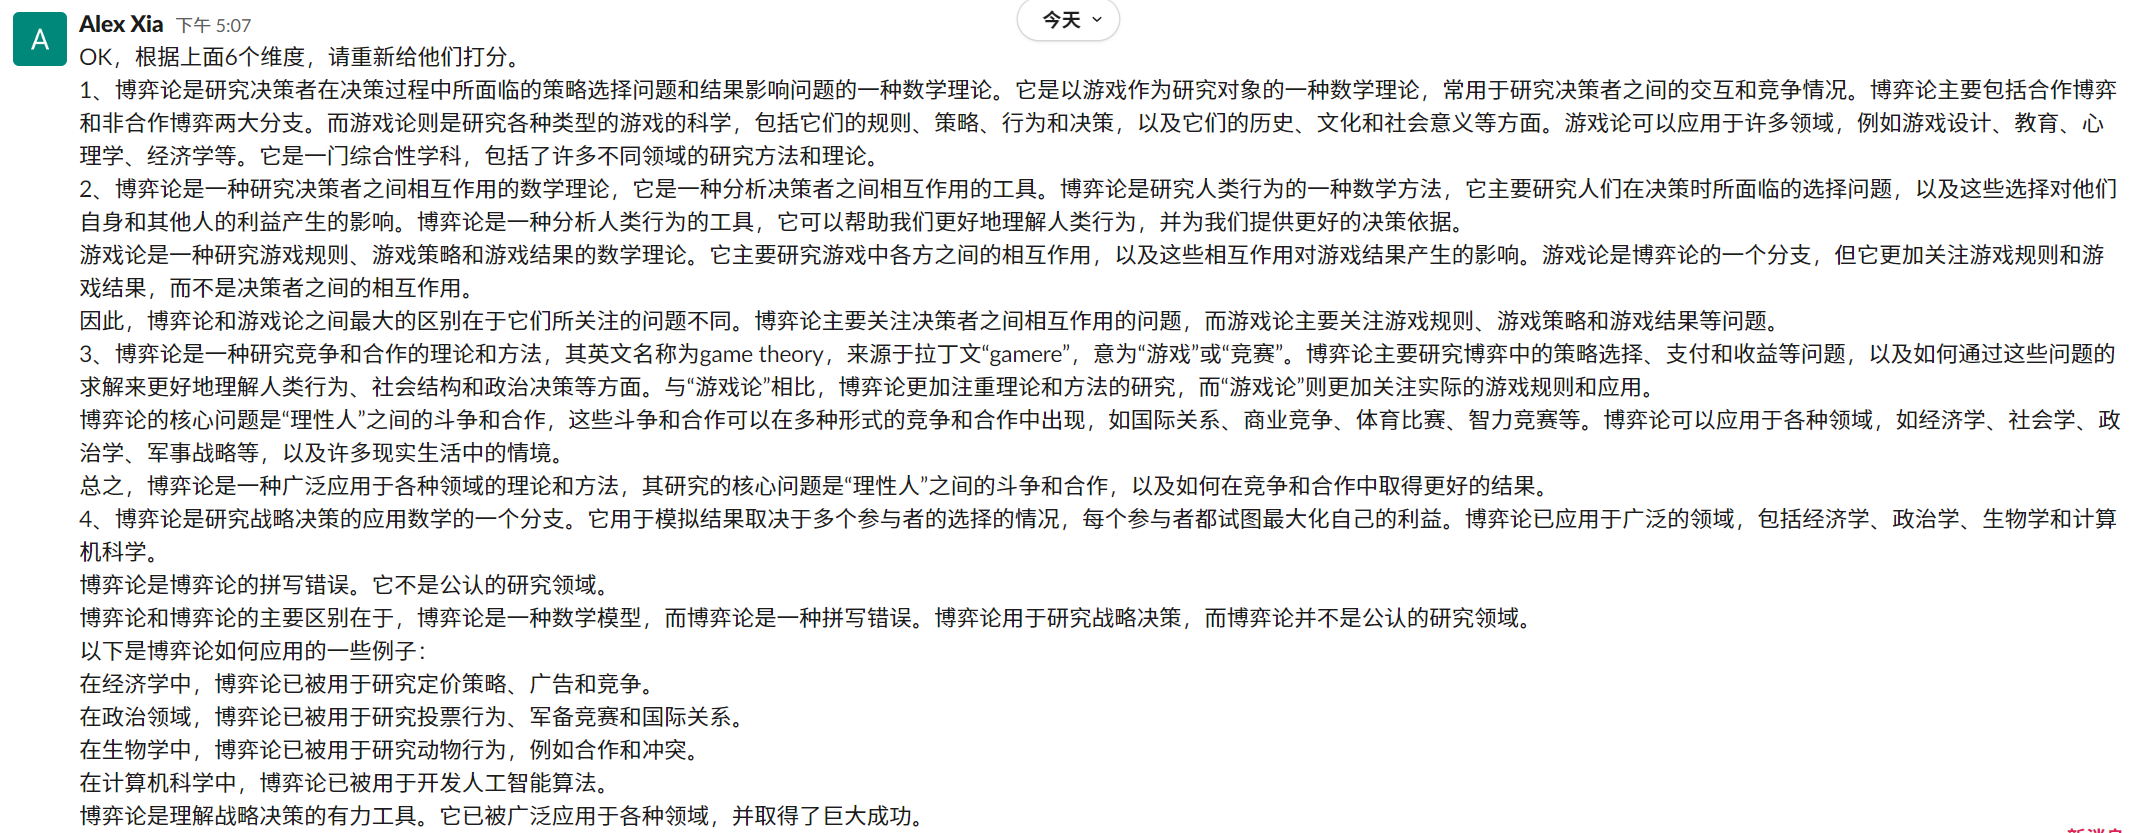 A
Alex Xia 下午 5:07
今天
OK，根据上面6个维度，请重新给他们打分。
1、博弈论是研究决策者在决策过程中所面临的策略选择问题和结果影响问题的一种数学理论。它是以游戏作为研究对象的一种数学理论，常用于研究决策者之间的交互和竞争情况。博弈论主要包括合作博弈
和非合作博弈两大分支。而游戏论则是研究各种类型的游戏的科学，包括它们的规则、策略、行为和决策，以及它们的历史、文化和社会意义等方面。游戏论可以应用于许多领域，例如游戏设计、教育、心
理学、经济学等。它是一门综合性学科，包括了许多不同领域的研究方法和理论。
2、博弈论是一种研究决策者之间相互作用的数学理论，它是一种分析决策者之间相互作用的工具。博弈论是研究人类行为的一种数学方法，它主要研究人们在决策时所面临的选择问题，以及这些选择对他们
自身和其他人的利益产生的影响。博弈论是一种分析人类行为的工具，它可以帮助我们更好地理解人类行为，并为我们提供更好的决策依据。
游戏论是一种研究游戏规则、游戏策略和游戏结果的数学理论。它主要研究游戏中各方之间的相互作用，以及这些相互作用对游戏结果产生的影响。游戏论是博弈论的一个分支，但它更加关注游戏规则和游
戏结果，而不是决策者之间的相互作用。
因此，博弈论和游戏论之间最大的区别在于它们所关注的问题不同。博弈论主要关注决策者之间相互作用的问题，而游戏论主要关注游戏规则、游戏策略和游戏结果等问题。
3、博弈论是一种研究竞争和合作的理论和方法，其英文名称为game theory，来源于拉丁文“gamere”，意为“游戏”或“竞赛”。博弈论主要研究博弈中的策略选择、支付和收益等问题，以及如何通过这些问题的
求解来更好地理解人类行为、社会结构和政治决策等方面。与“游戏论”相比，博弈论更加注重理论和方法的研究，而“游戏论”则更加关注实际的游戏规则和应用。
博弈论的核心问题是“理性人”之间的斗争和合作，这些斗争和合作可以在多种形式的竞争和合作中出现，如国际关系、商业竞争、体育比赛、智力竞赛等。博弈论可以应用于各种领域，如经济学、社会学、政
治学、军事战略等，以及许多现实生活中的情境。
总之，博弈论是一种广泛应用于各种领域的理论和方法，其研究的核心问题是“理性人”之间的斗争和合作，以及如何在竞争和合作中取得更好的结果。
4、博弈论是研究战略决策的应用数学的一个分支。它用于模拟结果取决于多个参与者的选择的情况，每个参与者都试图最大化自己的利益。博弈论已应用于广泛的领域，包括经济学、政治学、生物学和计算
机科学。
博弈论是博弈论的拼写错误。它不是公认的研究领域。
博弈论和博弈论的主要区别在于，博弈论是一种数学模型，而博弈论是一种拼写错误。博弈论用于研究战略决策，而博弈论并不是公认的研究领域。
以下是博弈论如何应用的一些例子：
在经济学中，博弈论已被用于研究定价策略、广告和竞争。
在政治领域，博弈论已被用于研究投票行为、军备竞赛和国际关系。
在生物学中，博弈论已被用于研究动物行为，例如合作和冲突。
在计算机科学中，博弈论已被用于开发人工智能算法。
博弈论是理解战略决策的有力工具。它已被广泛应用于各种领域，并取得了巨大成功。